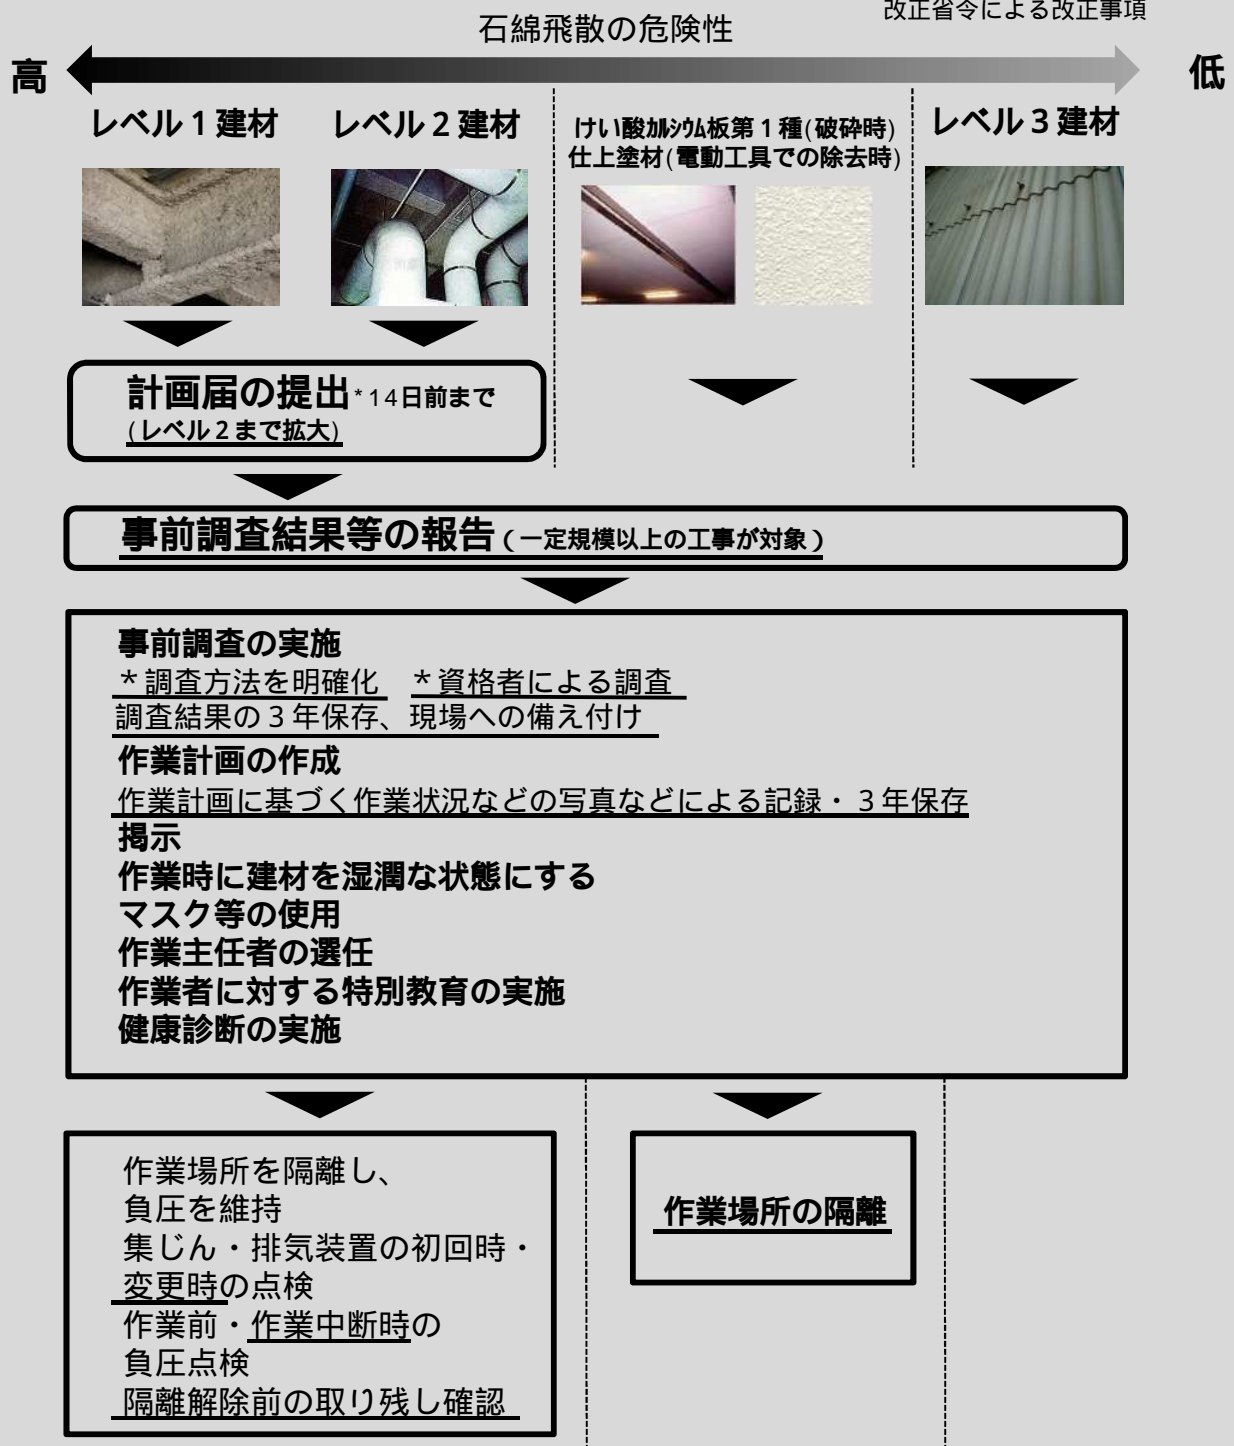 改正省令による改正事項
石綿飛散の危険性
高
低
レベル１建材
レベル２建材
けい酸ｶﾙｼｳﾑ板第１種(破砕時)
仕上塗材(電動工具での除去時)
レベル３建材
計画届の提出*14日前まで
(レベル２まで拡大)
事前調査結果等の報告（一定規模以上の工事が対象）
事前調査の実施
＊調査方法を明確化　＊資格者による調査
調査結果の３年保存、現場への備え付け
作業計画の作成
作業計画に基づく作業状況などの写真などによる記録・３年保存
掲示
作業時に建材を湿潤な状態にする
マスク等の使用
作業主任者の選任
作業者に対する特別教育の実施
健康診断の実施
作業場所を隔離し、
負圧を維持
集じん・排気装置の初回時・
変更時の点検
作業前・作業中断時の
負圧点検
隔離解除前の取り残し確認
作業場所の隔離